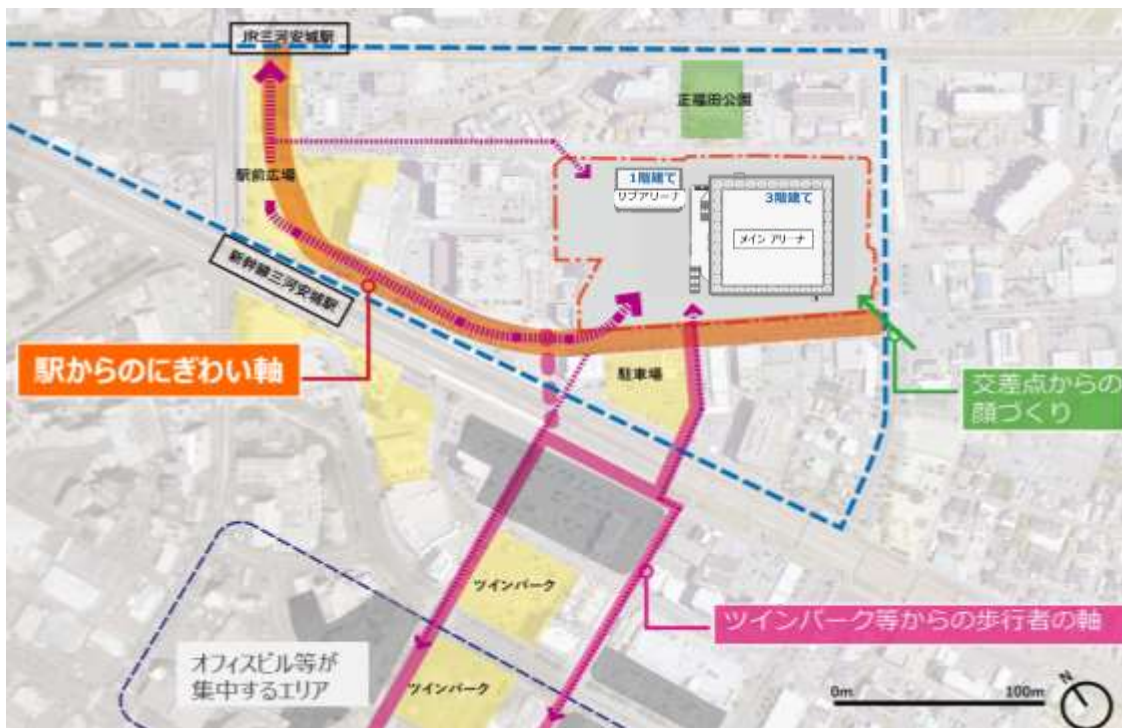 JR三河安城駅
正福田公園
駅前広場
1階建て
サブアリーナ
3階建て
メインアリーナ
新幹線三河安城駅
駅からのにぎわい軸
駐車場
交差点からの
顔づくり
ツインパーク
ツインパーク等からの歩行者の軸
オフィスビル等が
集中するエリア
ツインパーク
0m
100m
N